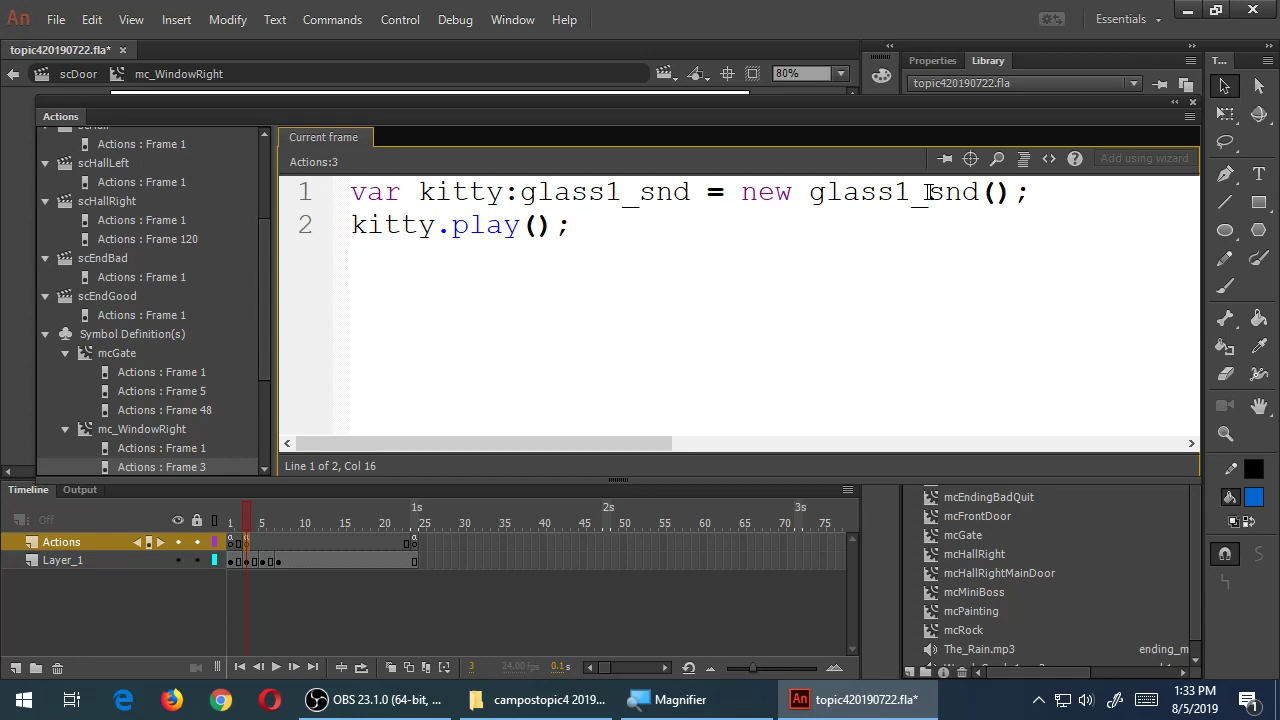 An File Edit View Insert Modify Text Commands Control Debug Window Help Essentials
topic420190722.fla* ×
scDoor mc_WindowRight 80%
Properties Library T...
topic420190722.fla
Actions
Current frame
Actions:3 Add using wizard
Frame 1
scHallLeft
Actions : Frame 1
scHallRight
Actions : Frame 1
Actions : Frame 120
scEndBad
Actions : Frame 1
scEndGood
Actions : Frame 1
Symbol Definition(s)
mcGate
Actions : Frame 1
Actions : Frame 5
Actions : Frame 48
mc_WindowRight
Actions : Frame 1
Actions : Frame 3
1 var kitty:glass1_snd = new glass1_snd();
2 kitty.play();
Line 1 of 2, Col 16
Timeline Output
Off 1s 2s 3s
1 5 10 15 20 25 30 35 40 45 50 55 60 65 70 75
Actions
Layer_1
3 24.00 fps 0.1 s
mcEndingBadQuit
mcFrontDoor
mcGate
mcHallRight
mcHallRightMainDoor
mcMiniBoss
mcPainting
mcRock
The_Rain.mp3 ending_m
OBS 23.1.0 (64-bit, ... campostopic4 2019... Magnifier An topic420190722.fla*
1:33 PM
8/5/2019
1